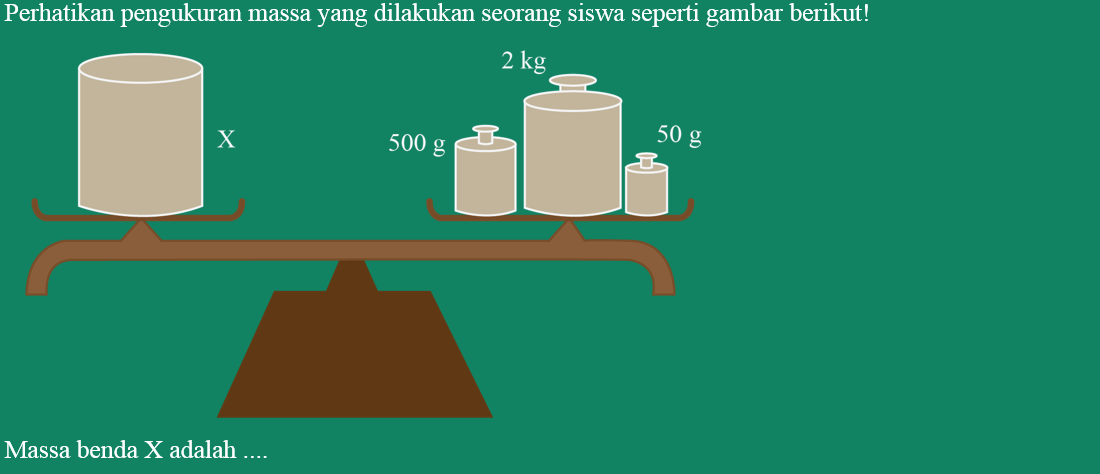 Perhatikan pengukuran massa yang dilakukan seorang siswa seperti gambar berikut!
2 kg
X
500 g
50 g
Massa benda X adalah ....